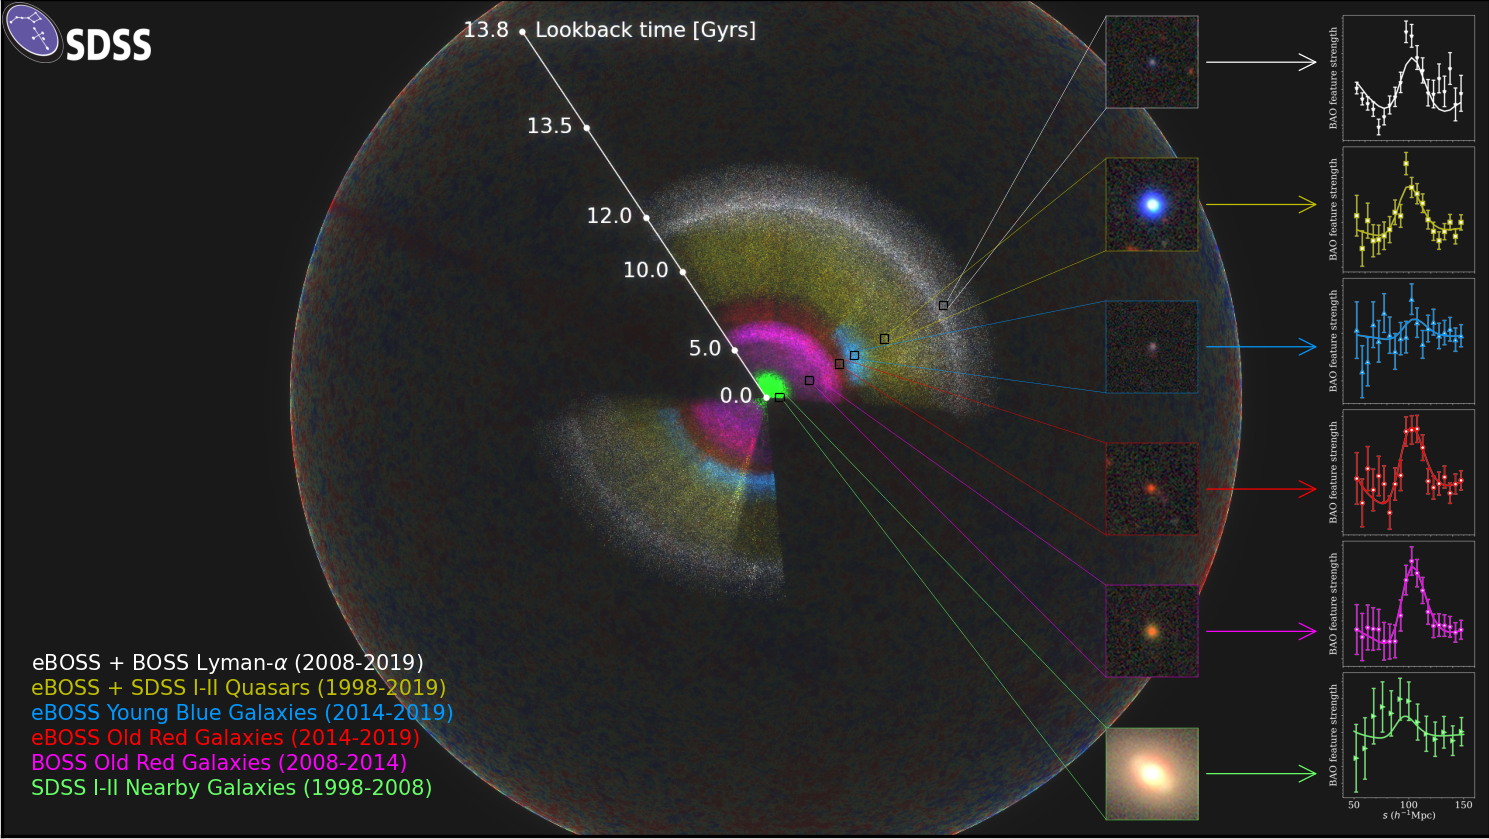 SDSS
13.8 Lookback time [Gyrs]
13.5
12.0
10.0
5.0
0.0
eBOSS + BOSS Lyman-α (2008-2019)
eBOSS + SDSS I-II Quasars (1998-2019)
eBOSS Young Blue Galaxies (2014-2019)
eBOSS Old Red Galaxies (2014-2019)
BOSS Old Red Galaxies (2008-2014)
SDSS I-II Nearby Galaxies (1998-2008)
BAO feature strength
BAO feature strength
BAO feature strength
BAO feature strength
BAO feature strength
BAO feature strength
50 100 150
s (h⁻¹Mpc)